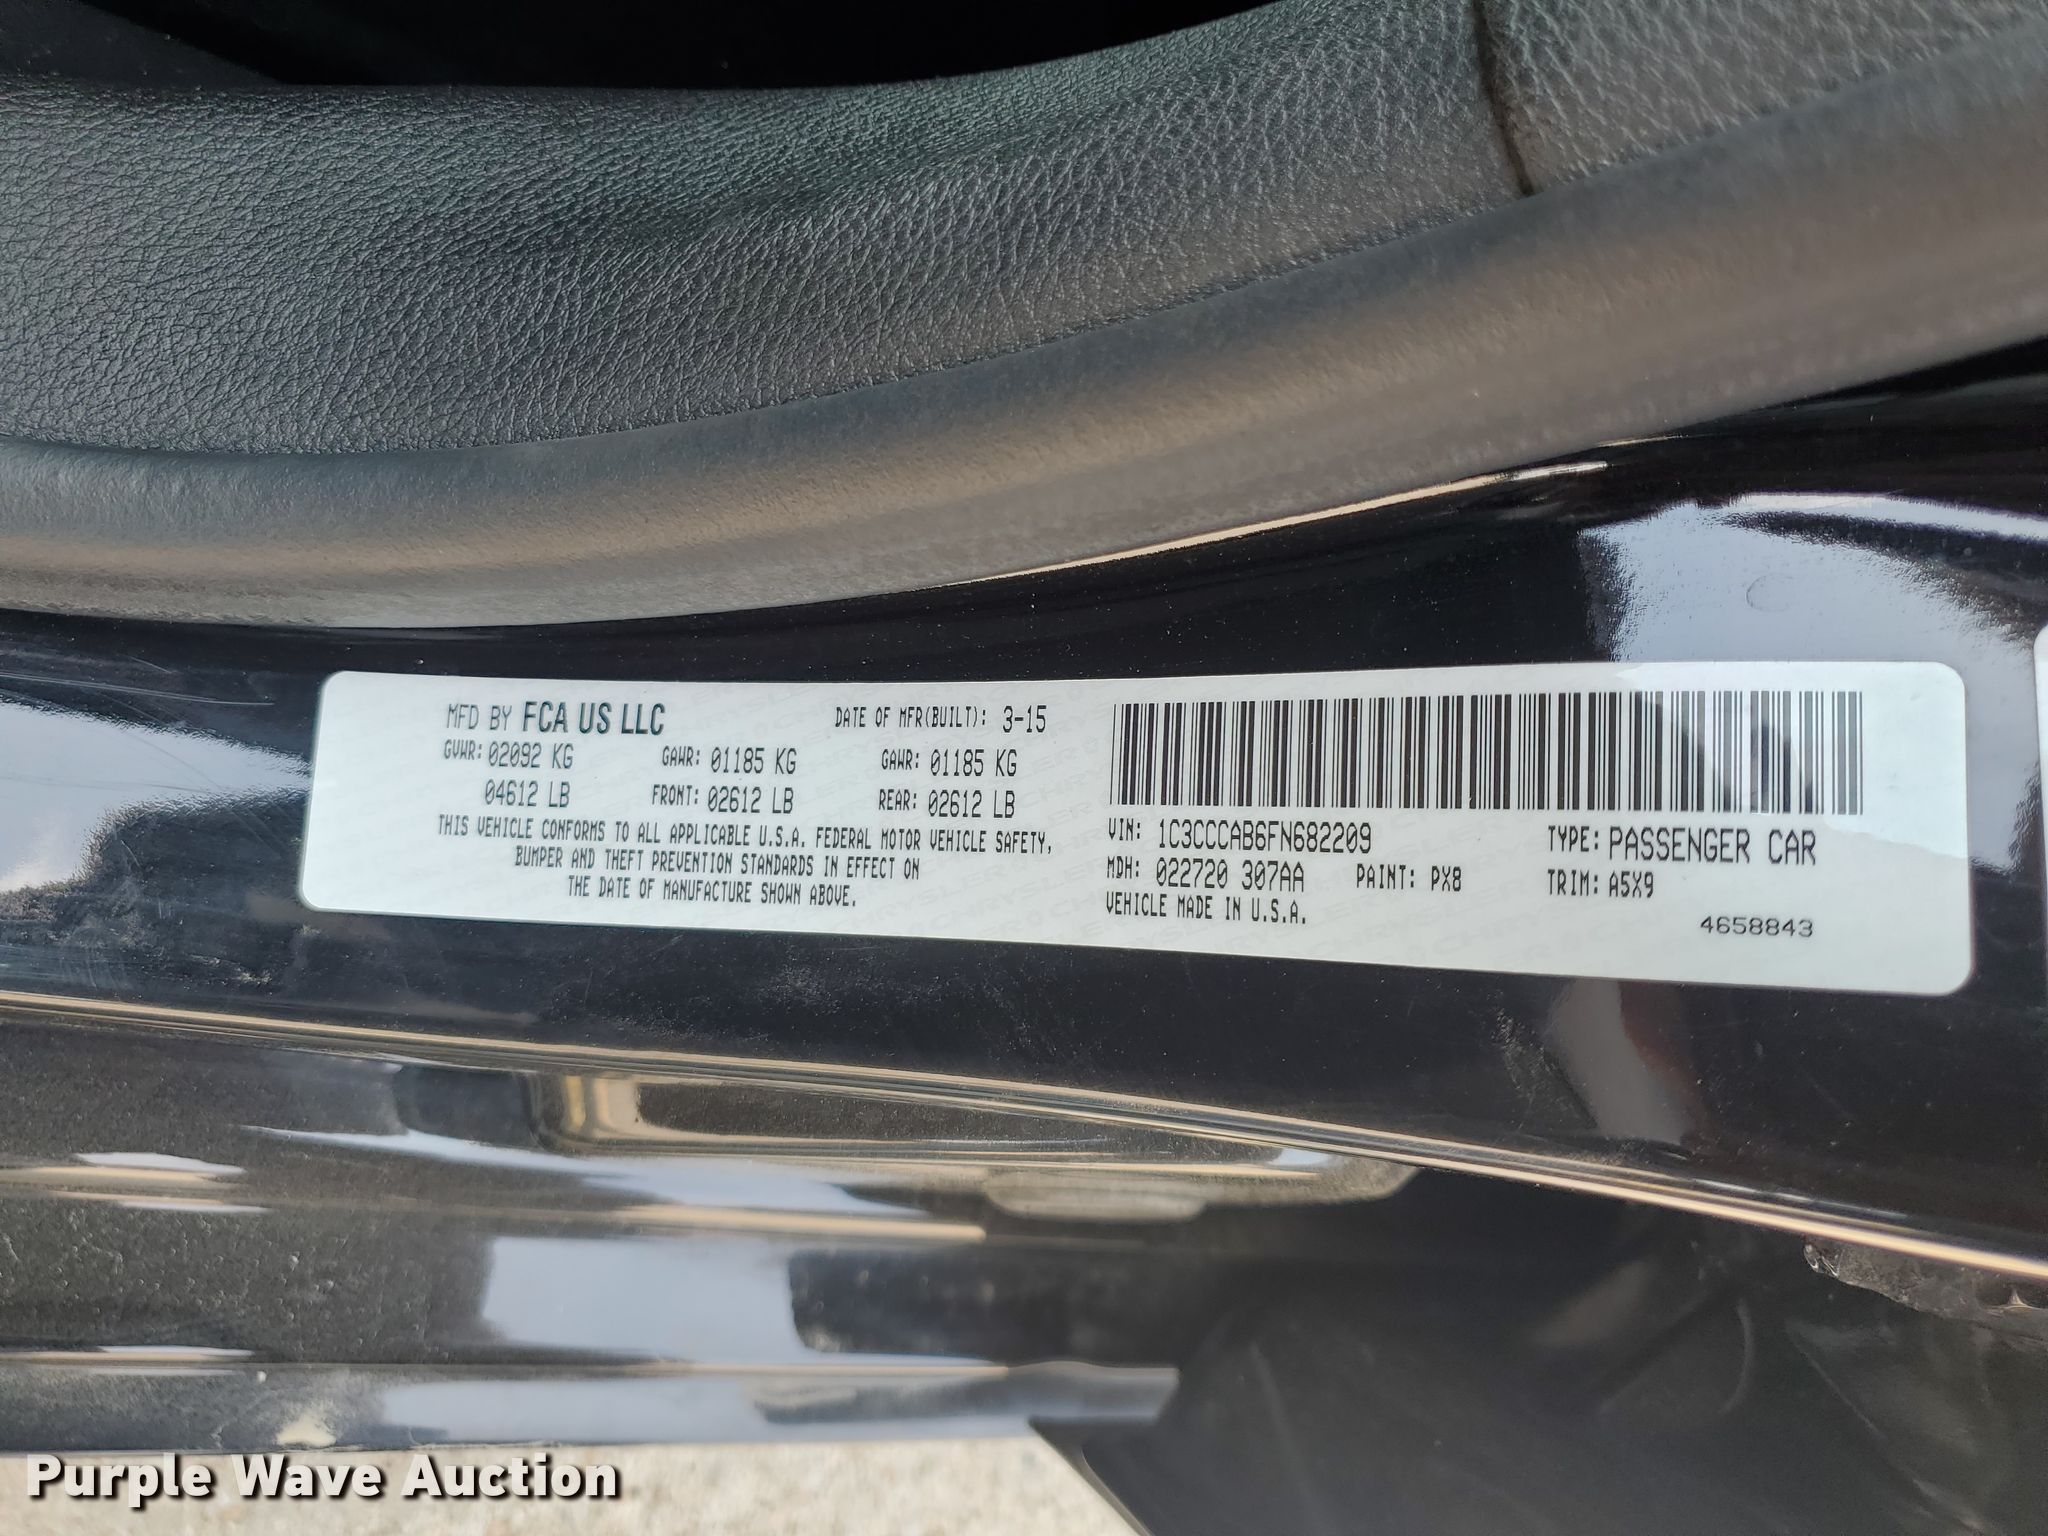 MFD BY FCA US LLC DATE OF MFR(BUILT): 3-15
GVWR: 02092 KG GAWR: 01185 KG GAWR: 01185 KG
04612 LB FRONT: 02612 LB REAR: 02612 LB
THIS VEHICLE CONFORMS TO ALL APPLICABLE U.S.A. FEDERAL MOTOR VEHICLE SAFETY,
BUMPER AND THEFT PREVENTION STANDARDS IN EFFECT ON
THE DATE OF MANUFACTURE SHOWN ABOVE.
VIN: 1C3CCCAB6FN682209 TYPE: PASSENGER CAR
MDH: 022720 307AA PAINT: PX8 TRIM: A5X9
VEHICLE MADE IN U.S.A.
4658843
Purple Wave Auction